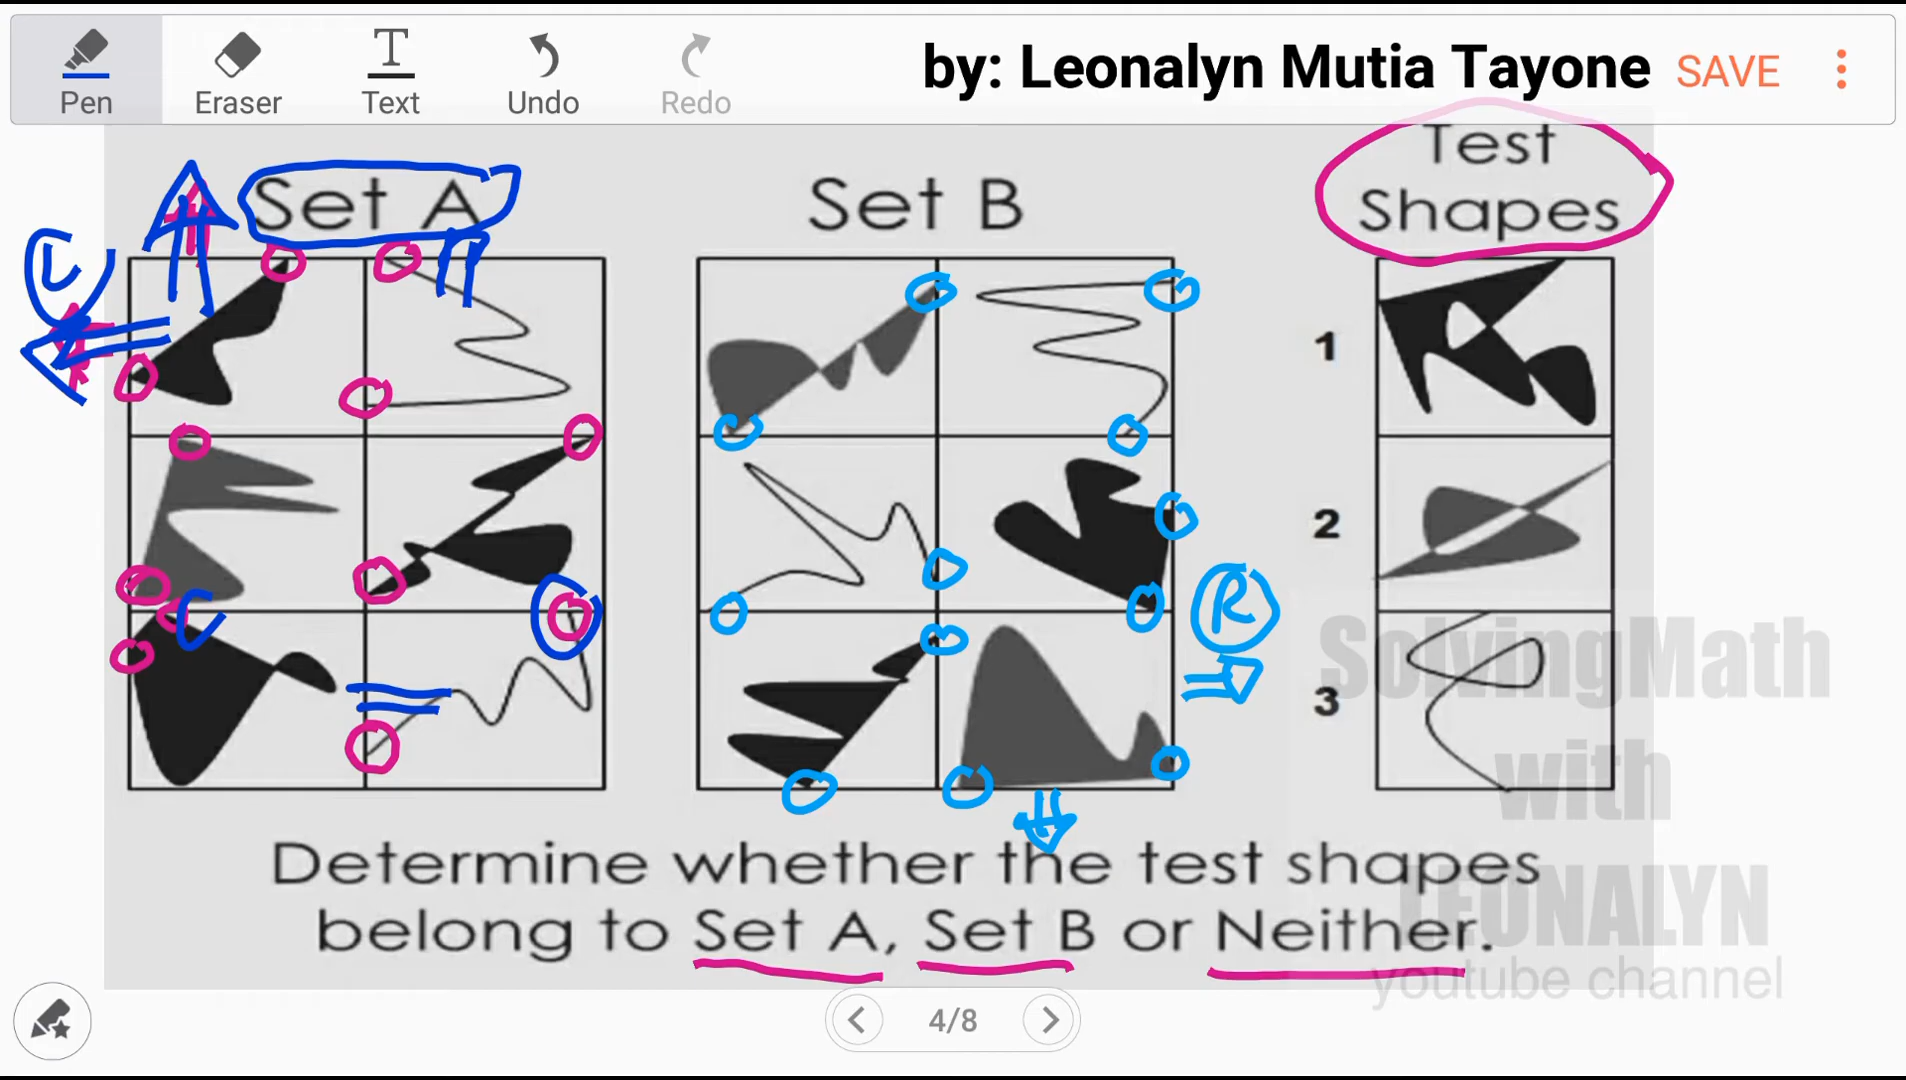 Pen
Eraser
T
Text
Undo
Redo
by: Leonalyn Mutia Tayone
SAVE
Set A
Set B
Test
Shapes
L
R
1
2
3
SolvingMath
with
LEONALYN
youtube channel
Determine whether the test shapes
belong to Set A, Set B or Neither.
4/8